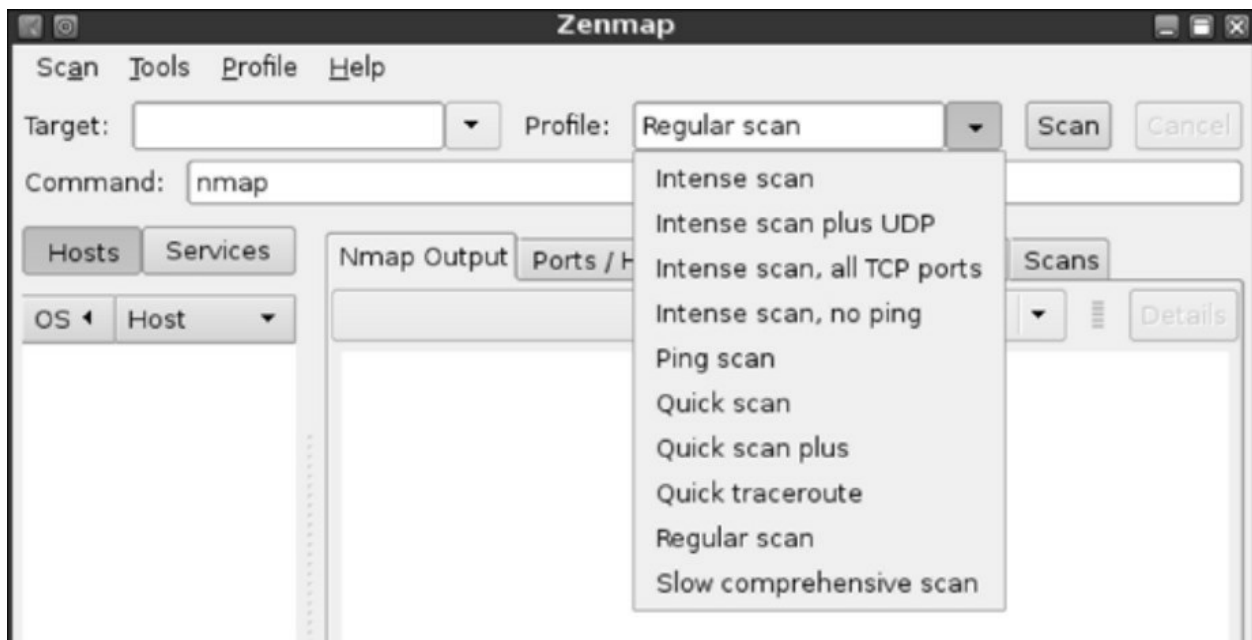 Zenmap
Scan Tools Profile Help
Target: Profile: Regular scan Scan Cancel
Command: nmap
Intense scan
Intense scan plus UDP
Intense scan, all TCP ports
Intense scan, no ping
Ping scan
Quick scan
Quick scan plus
Quick traceroute
Regular scan
Slow comprehensive scan
Hosts Services
Nmap Output Ports / H Scans
OS Host
Details